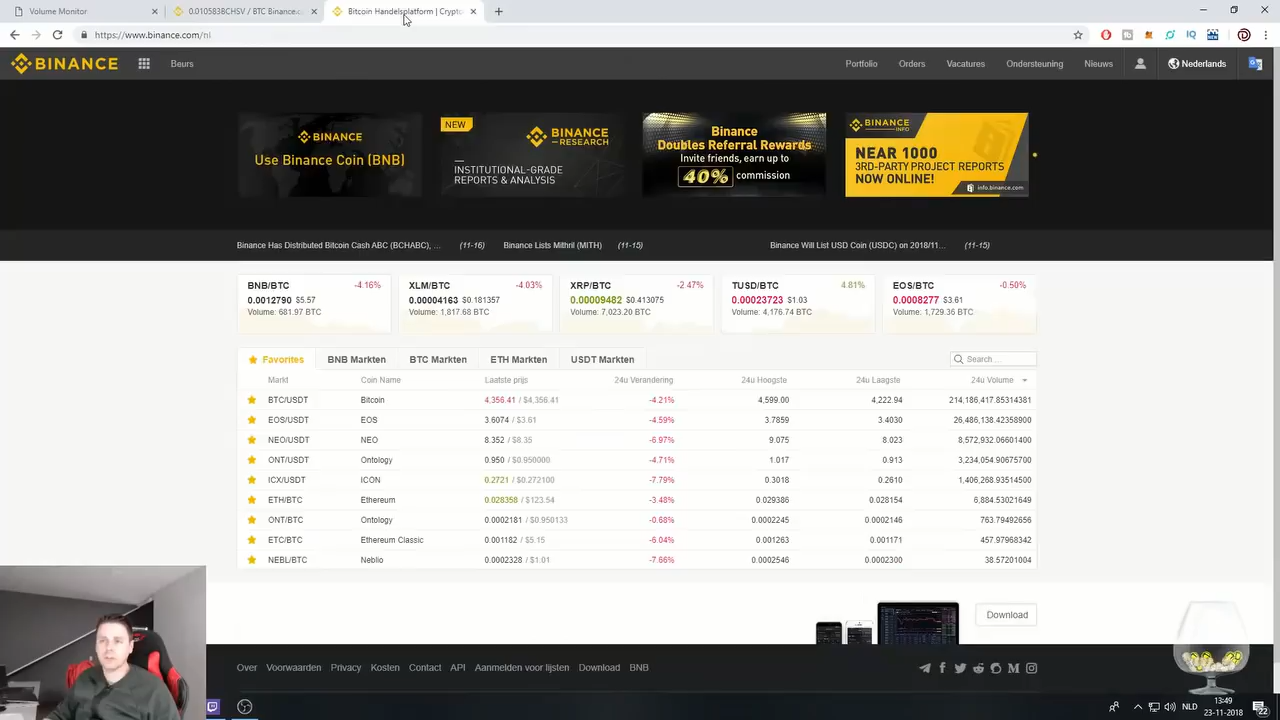 Volume Monitor
0.0105838CHSV / BTC Binance.c
Bitcoin Handelsplatform | Crypto
https://www.binance.com/nl
BINANCE
Beurs
Portfolio
Orders
Vacatures
Ondersteuning
Nieuws
Nederlands
BINANCE
Use Binance Coin (BNB)
NEW
BINANCE
RESEARCH
INSTITUTIONAL-GRADE
REPORTS & ANALYSIS
Binance
Doubles Referral Rewards
Invite friends, earn up to
40% commission
BINANCE
INFO
NEAR 1000
3RD-PARTY PROJECT REPORTS
NOW ONLINE!
info.binance.com
Binance Has Distributed Bitcoin Cash ABC (BCHABC), ... (11-16)
Binance Lists Mithril (MITH) (11-15)
Binance Will List USD Coin (USDC) on 2018/11... (11-15)
BNB/BTC -4.16%
0.0012790 $5.57
Volume: 681.97 BTC
XLM/BTC -4.03%
0.00004163 $0.181357
Volume: 1,817.68 BTC
XRP/BTC -2.47%
0.00009482 $0.413075
Volume: 7,023.20 BTC
TUSD/BTC 4.81%
0.00023723 $1.03
Volume: 4,176.74 BTC
EOS/BTC -0.50%
0.0008277 $3.61
Volume: 1,729.36 BTC
Favorites BNB Markten BTC Markten ETH Markten USDT Markten Search...
Markt Coin Name Laatste prijs 24u Verandering 24u Hoogste 24u Laagste 24u Volume
BTC/USDT Bitcoin 4,356.41 / $4,356.41 -4.21% 4,599.00 4,222.94 214,186,417.85314381
EOS/USDT EOS 3.6074 / $3.61 -4.59% 3.7859 3.4030 26,486,138.42358900
NEO/USDT NEO 8.352 / $8.35 -6.97% 9.075 8.023 8,572,932.06601400
ONT/USDT Ontology 0.950 / $0.950000 -4.71% 1.017 0.913 3,234,054.90675700
ICX/USDT ICON 0.2721 / $0.272100 -7.79% 0.3018 0.2610 1,406,268.93514500
ETH/BTC Ethereum 0.028358 / $123.54 -3.48% 0.029386 0.028154 6,884.53021649
ONT/BTC Ontology 0.0002181 / $0.950133 -0.68% 0.0002245 0.0002146 763.79492656
ETC/BTC Ethereum Classic 0.001182 / $5.15 -6.04% 0.001263 0.001171 457.97968342
NEBL/BTC Neblio 0.0002328 / $1.01 -7.66% 0.0002546 0.0002300 38.57201004
Download
Over Voorwaarden Privacy Kosten Contact API Aanmelden voor lijsten Download BNB
NLD
13:49
23-11-2018
22